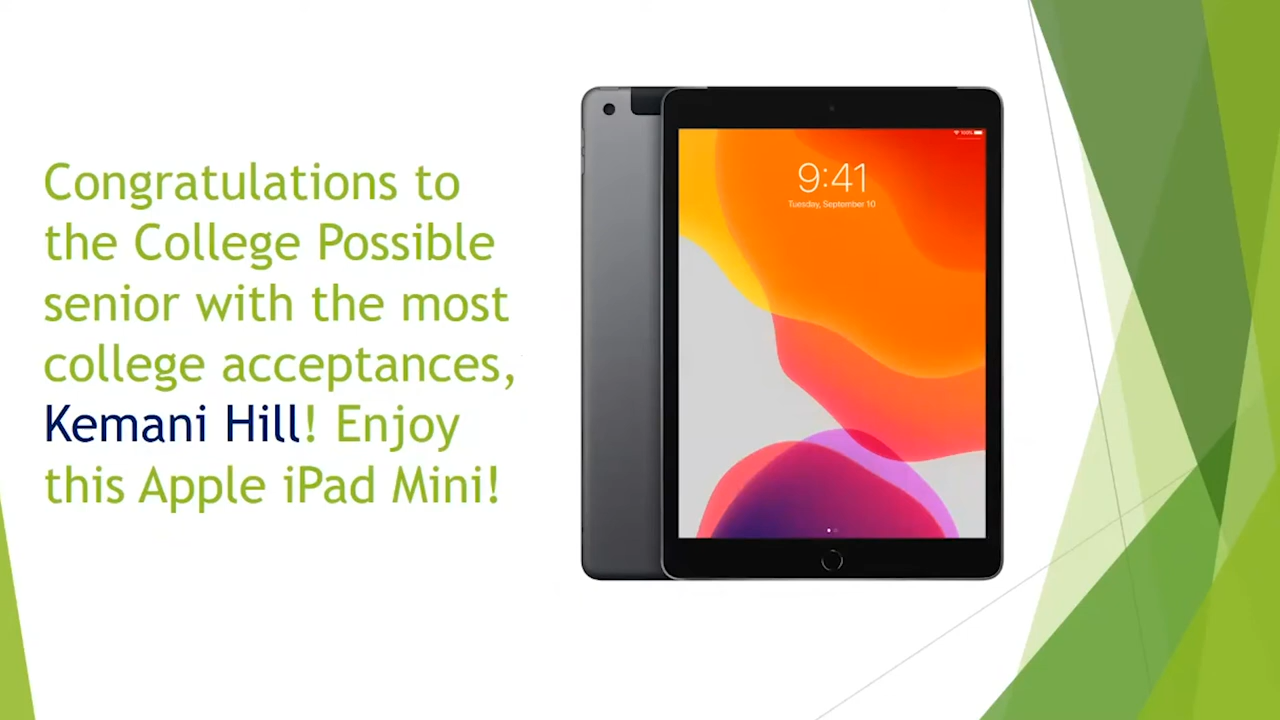 Congratulations to
the College Possible
senior with the most
college acceptances,
Kemani Hill! Enjoy
this Apple iPad Mini!
100%
9:41
Tuesday, September 10